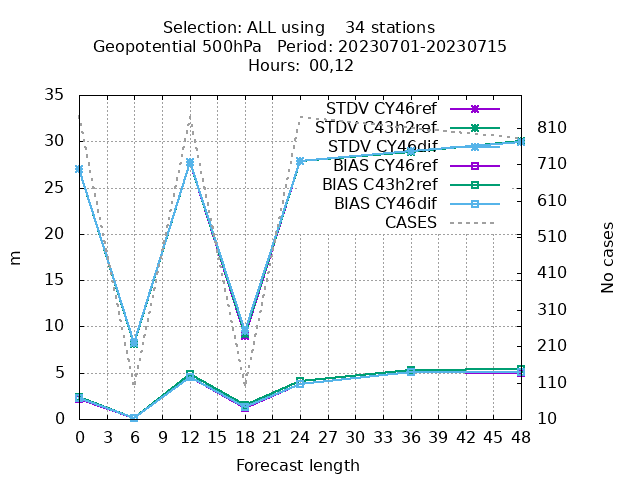 Selection: ALL using    34 stations
Geopotential 500hPa   Period: 20230701-20230715
Hours:  00,12
35
30
25
20
15
10
5
0
m
STDV CY46ref
STDV C43h2ref
STDV CY46dif
BIAS CY46ref
BIAS C43h2ref
BIAS CY46dif
CASES
810
710
610
510
410
310
210
110
10
No cases
0 3 6 9 12 15 18 21 24 27 30 33 36 39 42 45 48
Forecast length